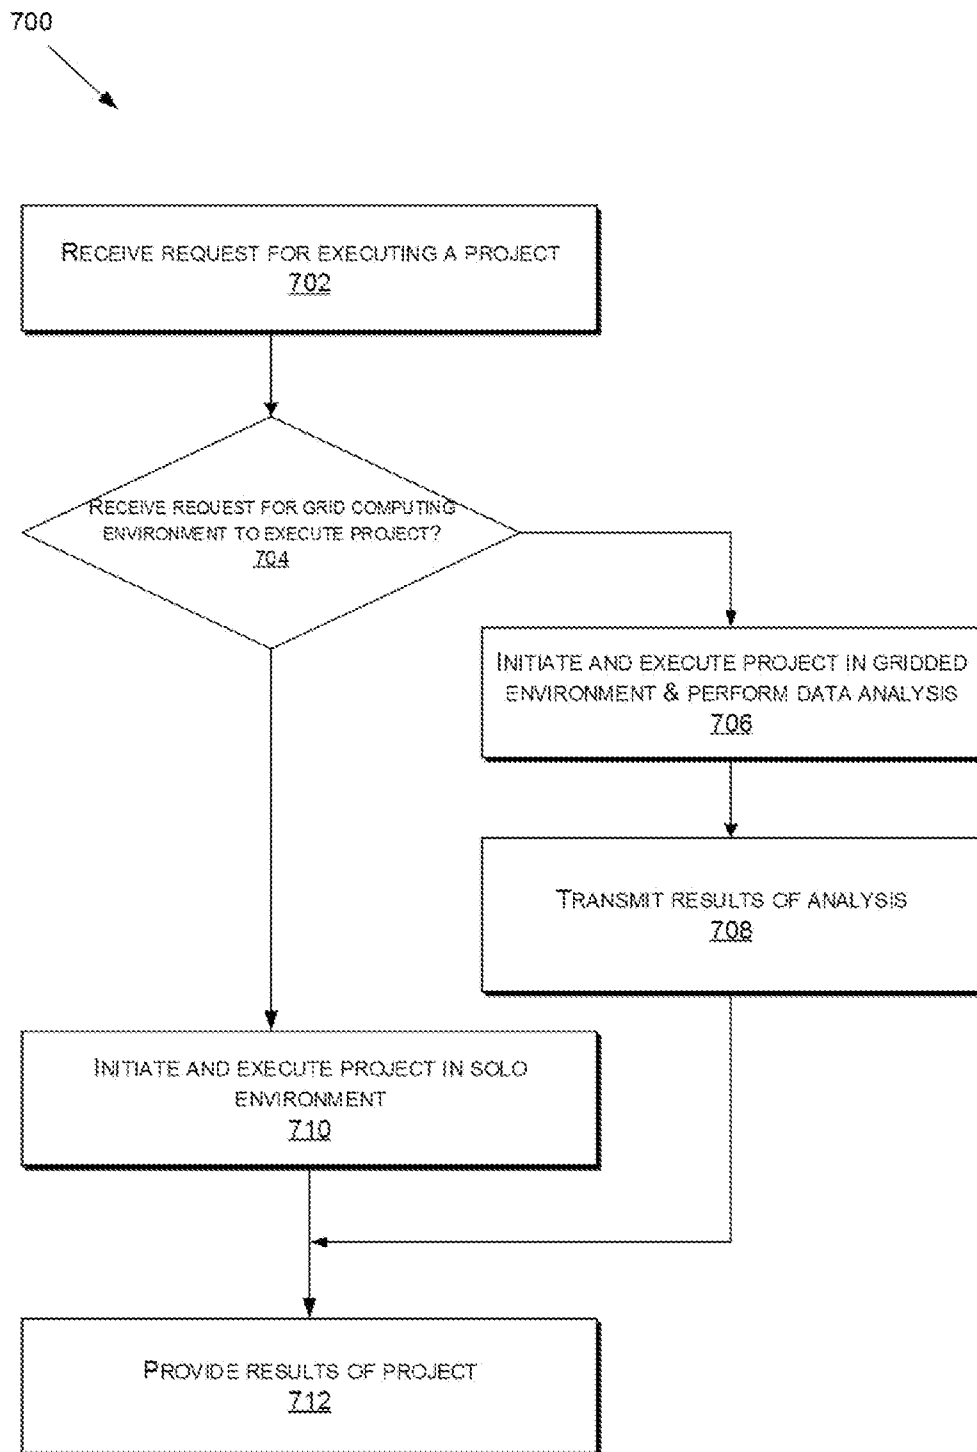 700
RECEIVE REQUEST FOR EXECUTING A PROJECT
702
RECEIVE REQUEST FOR GRID COMPUTING
ENVIRONMENT TO EXECUTE PROJECT?
704
INITIATE AND EXECUTE PROJECT IN GRIDDED
ENVIRONMENT & PERFORM DATA ANALYSIS
706
TRANSMIT RESULTS OF ANALYSIS
708
INITIATE AND EXECUTE PROJECT IN SOLO
ENVIRONMENT
710
PROVIDE RESULTS OF PROJECT
712